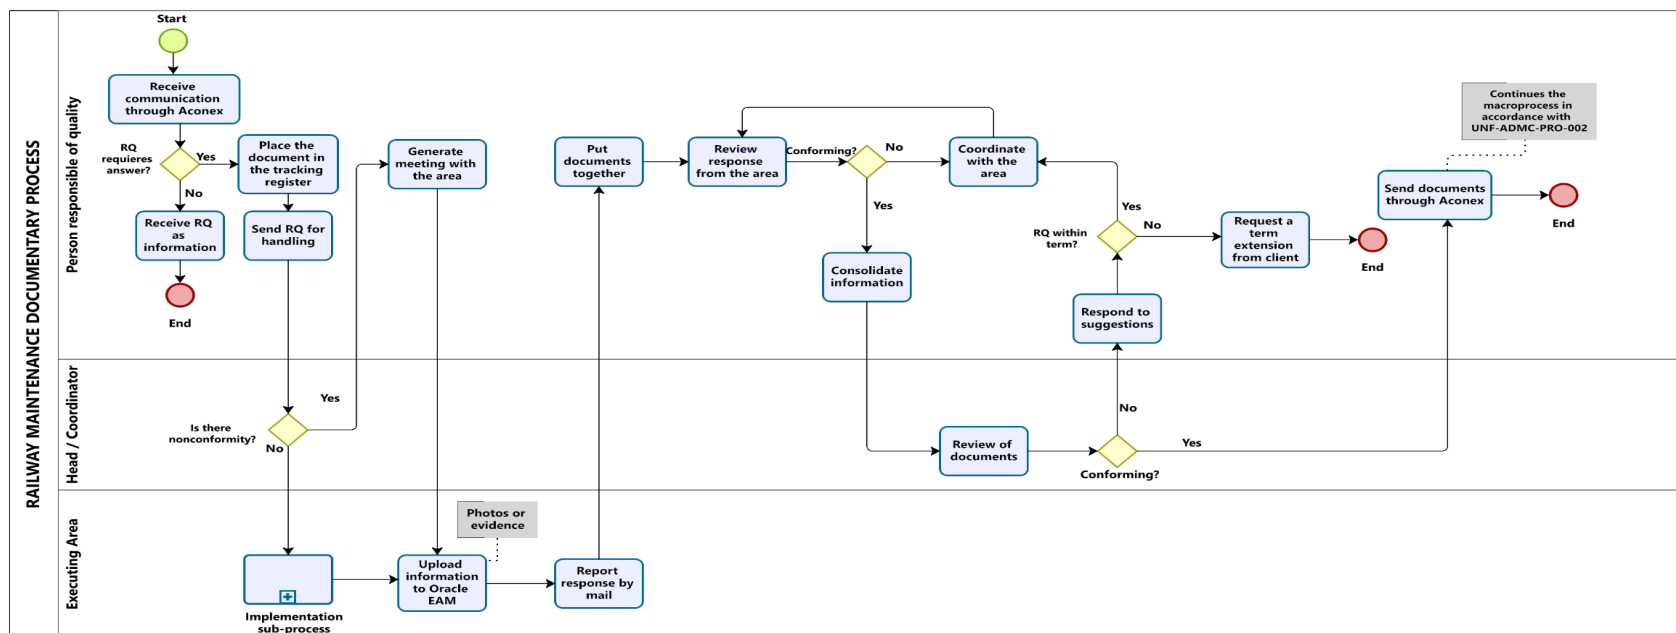 RAILWAY MAINTENANCE DOCUMENTARY PROCESS
Person responsible of quality
Start
Receive
communication
through Aconex
RQ
requieres
answer?
Yes
No
Place the
document in
the tracking
register
Receive RQ
as
information
End
Send RQ for
handling
Generate
meeting with
the area
Put
documents
together
Review
response
from the area
Conforming?
No
Yes
Coordinate
with the
area
Consolidate
information
RQ within
term?
Yes
No
Respond to
suggestions
Request a
term
extension
from client
End
Continues the
macroprocess in
accordance with
UNF-ADMC-PRO-002
Send documents
through Aconex
End
Head / Coordinator
Is there
nonconformity?
Yes
No
Review of
documents
No
Yes
Conforming?
Executing Area
Implementation
sub-process
Photos or
evidence
Upload
information
to Oracle
EAM
Report
response by
mail